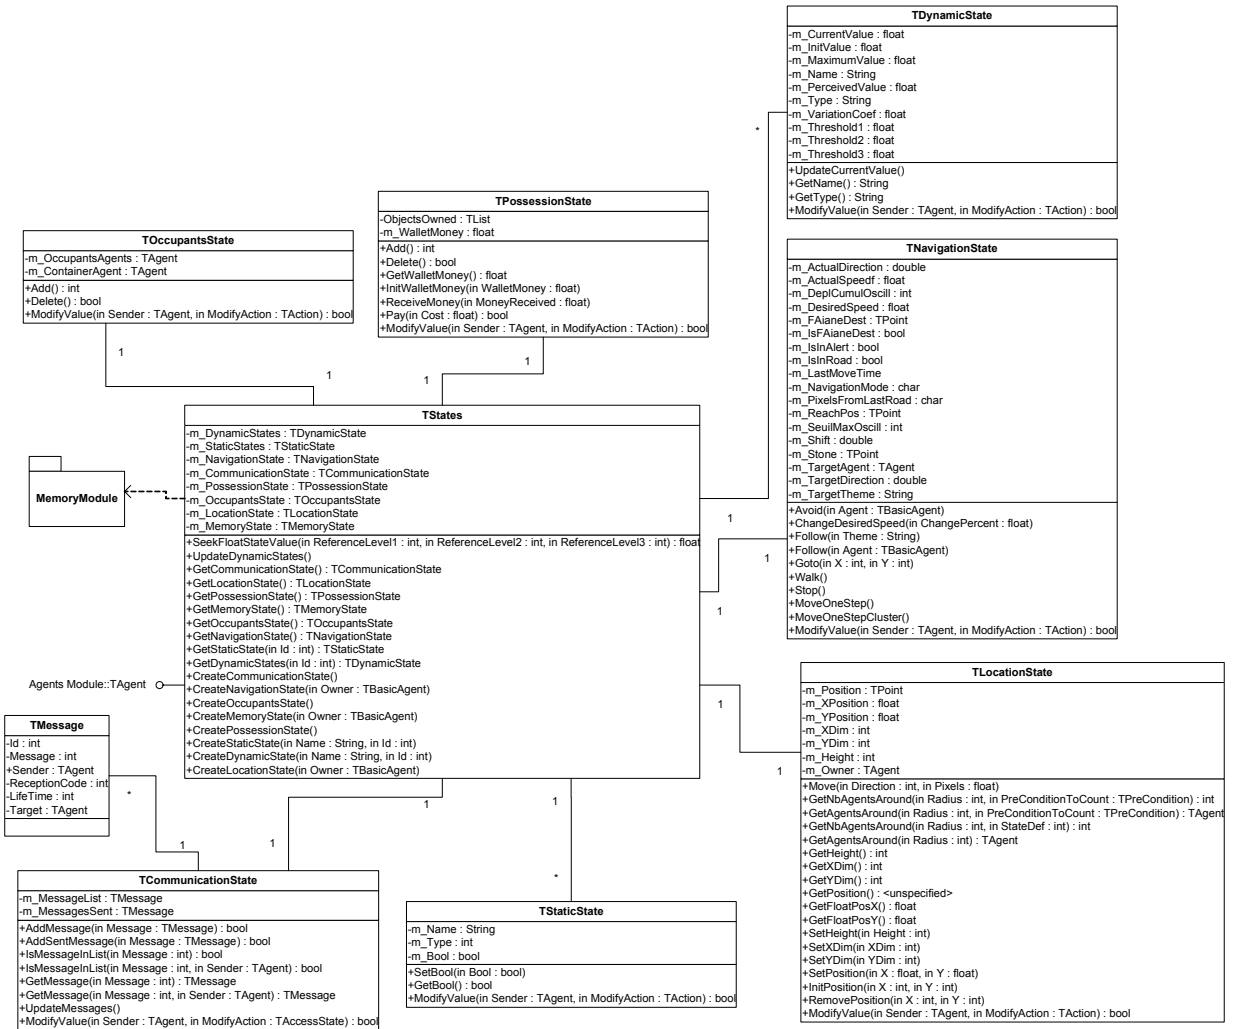 TDynamicState
-m_CurrentValue : float
-m_InitValue : float
-m_MaximumValue : float
-m_Name : String
-m_PerceivedValue : float
-m_Type : String
-m_VariationCoef : float
-m_Threshold1 : float
-m_Threshold2 : float
-m_Threshold3 : float
+UpdateCurrentValue()
+GetName() : String
+GetType() : String
+ModifyValue(in Sender : TAgent, in ModifyAction : TAction) : bool
*
TPossessionState
-ObjectsOwned : TList
-m_WalletMoney : float
+Add() : int
+Delete() : bool
+GetWalletMoney() : float
+InitWalletMoney(in WalletMoney : float)
+ReceiveMoney(in MoneyReceived : float)
+Pay(in Cost : float) : bool
+ModifyValue(in Sender : TAgent, in ModifyAction : TAction) : bool
TOccupantsState
-m_OccupantsAgents : TAgent
-m_ContainerAgent : TAgent
+Add() : int
+Delete() : bool
+ModifyValue(in Sender : TAgent, in ModifyAction : TAction) : bool
1
1
1
1
TNavigationState
-m_ActualDirection : double
-m_ActualSpeedf : float
-m_DeplCumulOscill : int
-m_DesiredSpeed : float
-m_FAianeDest : TPoint
-m_IsFAianeDest : bool
-m_IsInAlert : bool
-m_IsInRoad : bool
-m_LastMoveTime
-m_NavigationMode : char
-m_PixelsFromLastRoad : char
-m_ReachPos : TPoint
-m_SeuilMaxOscill : int
-m_Shift : double
-m_Stone : TPoint
-m_TargetAgent : TAgent
-m_TargetDirection : double
-m_TargetTheme : String
+Avoid(in Agent : TBasicAgent)
+ChangeDesiredSpeed(in ChangePercent : float)
+Follow(in Theme : String)
+Follow(in Agent : TBasicAgent)
+Goto(in X : int, in Y : int)
+Walk()
+Stop()
+MoveOneStep()
+MoveOneStepCluster()
+ModifyValue(in Sender : TAgent, in ModifyAction : TAction) : bool
TStates
-m_DynamicStates : TDynamicState
-m_StaticStates : TStaticState
-m_NavigationState : TNavigationState
-m_CommunicationState : TCommunicationState
-m_PossessionState : TPossessionState
-m_OccupantsState : TOccupantsState
-m_LocationState : TLocationState
-m_MemoryState : TMemoryState
+SeekFloatStateValue(in ReferenceLevel1 : int, in ReferenceLevel2 : int, in ReferenceLevel3 : int) : float
+UpdateDynamicStates()
+GetCommunicationState() : TCommunicationState
+GetLocationState() : TLocationState
+GetPossessionState() : TPossessionState
+GetMemoryState() : TMemoryState
+GetOccupantsState() : TOccupantsState
+GetNavigationState() : TNavigationState
+GetStaticState(in Id : int) : TStaticState
+GetDynamicStates(in Id : int) : TDynamicState
+CreateCommunicationState()
+CreateNavigationState(in Owner : TBasicAgent)
+CreateOccupantsState()
+CreateMemoryState(in Owner : TBasicAgent)
+CreatePossessionState()
+CreateStaticState(in Name : String, in Id : int)
+CreateDynamicState(in Name : String, in Id : int)
+CreateLocationState(in Owner : TBasicAgent)
MemoryModule
1
1
1
1
1
Agents Module::TAgent
TMessage
-Id : int
-Message : int
+Sender : TAgent
-ReceptionCode : int
-LifeTime : int
-Target : TAgent
*
1
1
1
1
*
TLocationState
-m_Position : TPoint
-m_XPosition : float
-m_YPosition : float
-m_XDim : int
-m_YDim : int
-m_Height : int
-m_Owner : TAgent
+Move(in Direction : int, in Pixels : float)
+GetNbAgentsAround(in Radius : int, in PreConditionToCount : TPreCondition) : int
+GetAgentsAround(in Radius : int, in PreConditionToCount : TPreCondition) : TAgent
+GetNbAgentsAround(in Radius : int, in StateDef : int) : int
+GetAgentsAround(in Radius : int) : TAgent
+GetHeight() : int
+GetXDim() : int
+GetYDim() : int
+GetPosition() : <unspecified>
+GetFloatPosX() : float
+GetFloatPosY() : float
+SetHeight(in Height : int)
+SetXDim(in XDim : int)
+SetYDim(in YDim : int)
+SetPosition(in X : float, in Y : float)
+InitPosition(in X : int, in Y : int)
+RemovePosition(in X : int, in Y : int)
+ModifyValue(in Sender : TAgent, in ModifyAction : TAction) : bool
TCommunicationState
-m_MessageList : TMessage
-m_MessagesSent : TMessage
+AddMessage(in Message : TMessage) : bool
+AddSentMessage(in Message : TMessage) : bool
+IsMessageInList(in Message : int) : bool
+IsMessageInList(in Message : int, in Sender : TAgent) : bool
+GetMessage(in Message : int) : TMessage
+GetMessage(in Message : int, in Sender : TAgent) : TMessage
+UpdateMessages()
+ModifyValue(in Sender : TAgent, in ModifyAction : TAccessState) : bool
TStaticState
-m_Name : String
-m_Type : int
-m_Bool : bool
+SetBool(in Bool : bool)
+GetBool() : bool
+ModifyValue(in Sender : TAgent, in ModifyAction : TAction) : bool